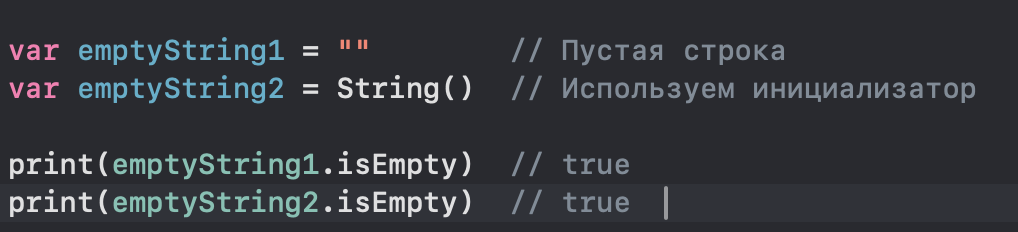 var emptyString1 = ""        // Пустая строка
var emptyString2 = String()  // Используем инициализатор
print(emptyString1.isEmpty)  // true
print(emptyString2.isEmpty)  // true